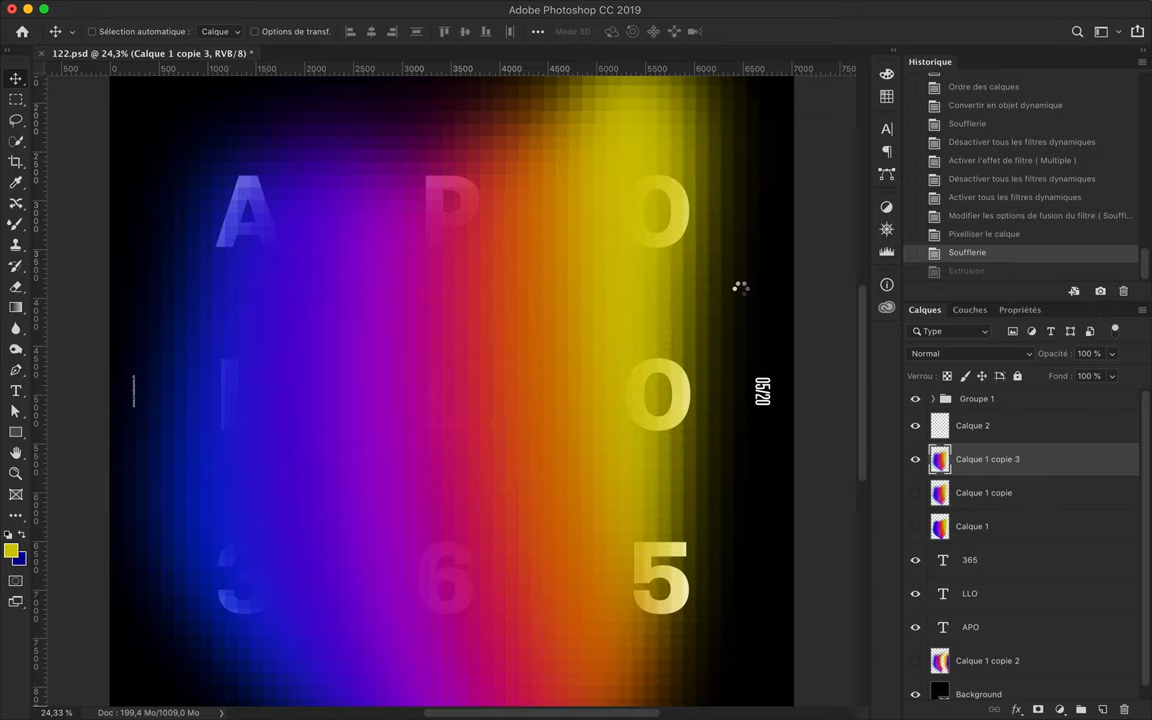 Adobe Photoshop CC 2019
Sélection automatique : Calque Options de transf. Mode 3D :
122.psd @ 24,3% (Calque 1 copie 3, RVB/8) *
500 0 500 1000 1500 2000 2500 3000 3500 4000 4500 5000 5500 6000 6500 7000 750
A P O
O
05/20
3 6 5
Historique
Ordre des calques
Convertir en objet dynamique
Soufflerie
Désactiver tous les filtres dynamiques
Activer l'effet de filtre ( Multiple )
Désactiver tous les filtres dynamiques
Activer tous les filtres dynamiques
Modifier les options de fusion du filtre ( Souffl...
Pixelliser le calque
Soufflerie
Extrusion
Calques Couches Propriétés
Type
Normal Opacité : 100 %
Verrou : Fond : 100 %
Groupe 1
Calque 2
Calque 1 copie 3
Calque 1 copie
Calque 1
365
LLO
APO
Calque 1 copie 2
Background
24,33 % Doc : 199,4 Mo/1009,0 Mo